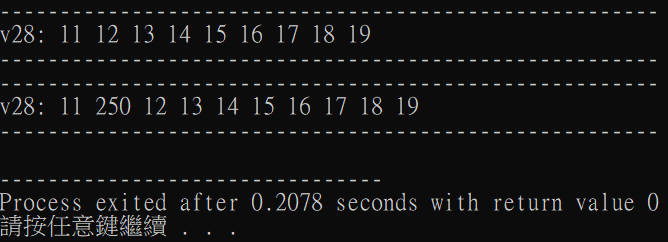 -------------------------------------------------------
v28: 11 12 13 14 15 16 17 18 19
-------------------------------------------------------
-------------------------------------------------------
v28: 11 250 12 13 14 15 16 17 18 19
-------------------------------------------------------
--------------------------------
Process exited after 0.2078 seconds with return value 0
請按任意鍵繼續 . . .